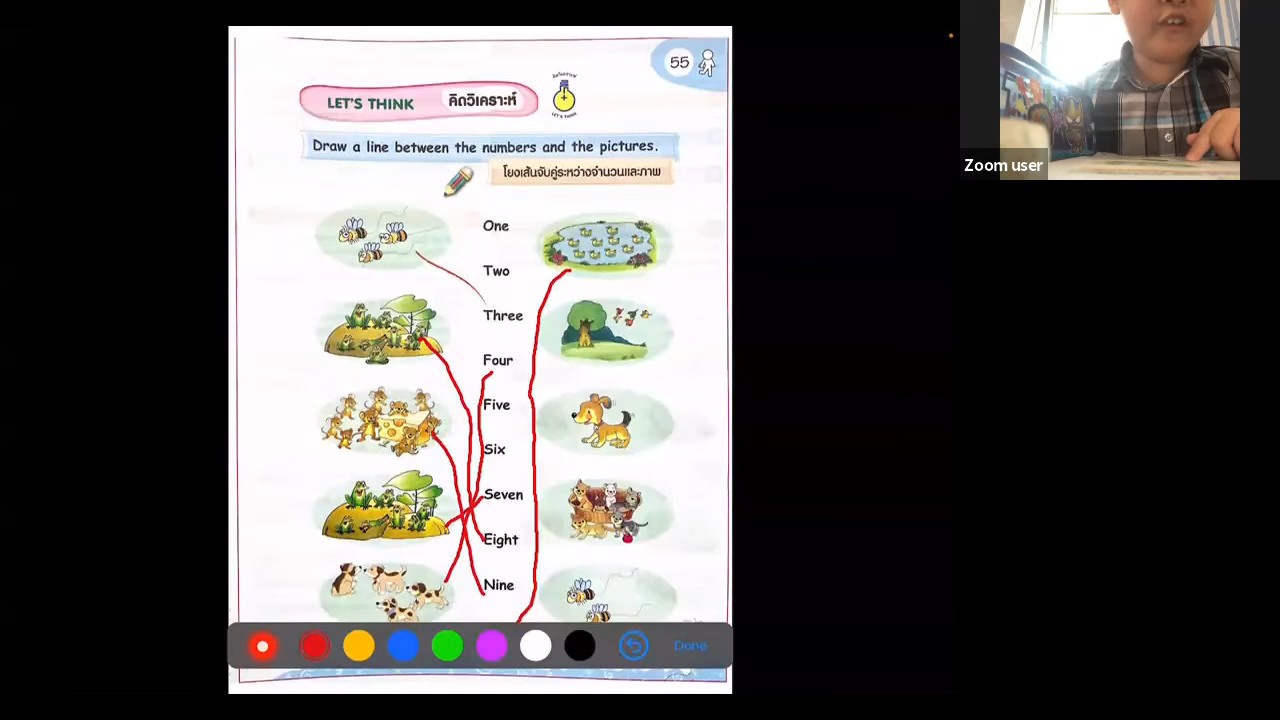 55
LET'S THINK คิดวิเคราะห์
LET'S THINK
Draw a line between the numbers and the pictures.
โยงเส้นจับคู่ระหว่างจำนวนและภาพ
One
Two
Three
Four
Five
Six
Seven
Eight
Nine
Done
Zoom user